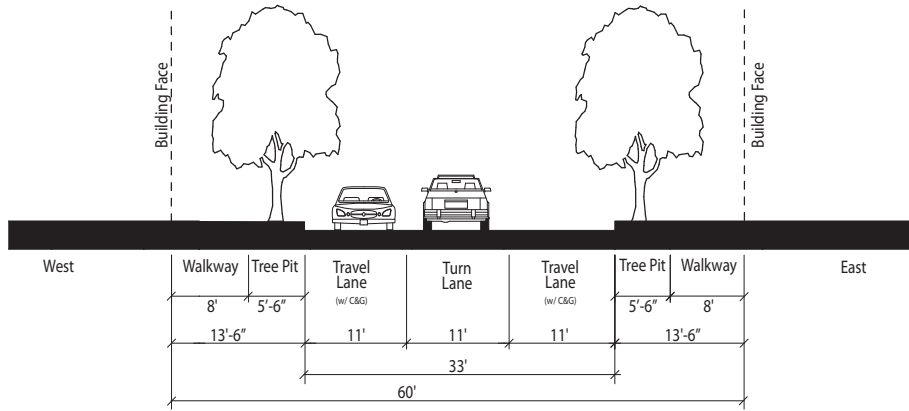 Building Face
Building Face
West
Walkway
Tree Pit
Travel
Lane
(w/ C&G)
Turn
Lane
Travel
Lane
(w/ C&G)
Tree Pit
Walkway
East
8'
5'-6"
5'-6"
8'
13'-6"
11'
11'
11'
13'-6"
33'
60'